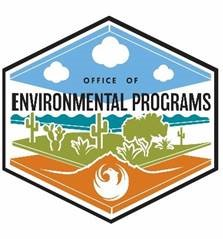 OFFICE OF
ENVIRONMENTAL PROGRAMS